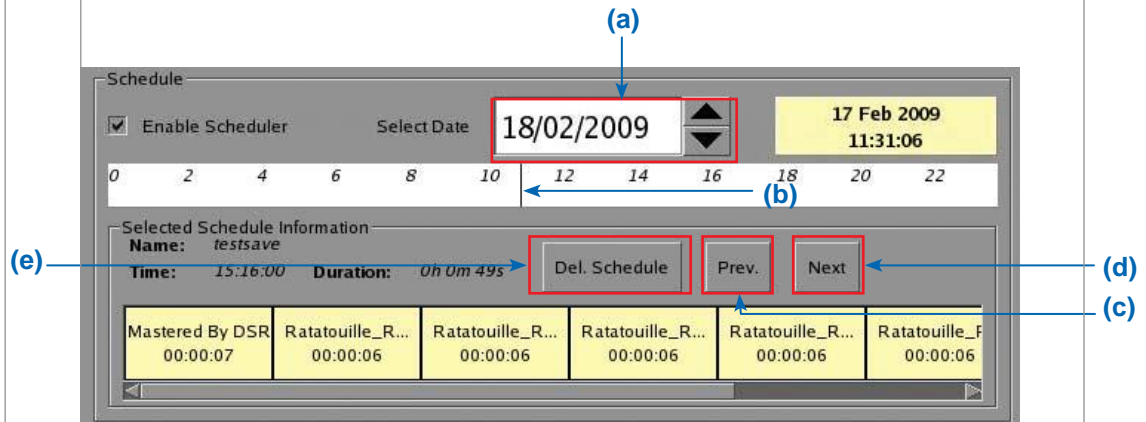 (a)
Schedule
Enable Scheduler Select Date 18/02/2009 17 Feb 2009
11:31:06
0 2 4 6 8 10 12 14 16 18 20 22
(b)
Selected Schedule Information
Name: testsave
(e) Time: 15:16:00 Duration: 0h 0m 49s Del. Schedule Prev. Next (d)
(c)
Mastered By DSR Ratatouille_R... Ratatouille_R... Ratatouille_R... Ratatouille_R... Ratatouille_F
00:00:07 00:00:06 00:00:06 00:00:06 00:00:06 00:00:06